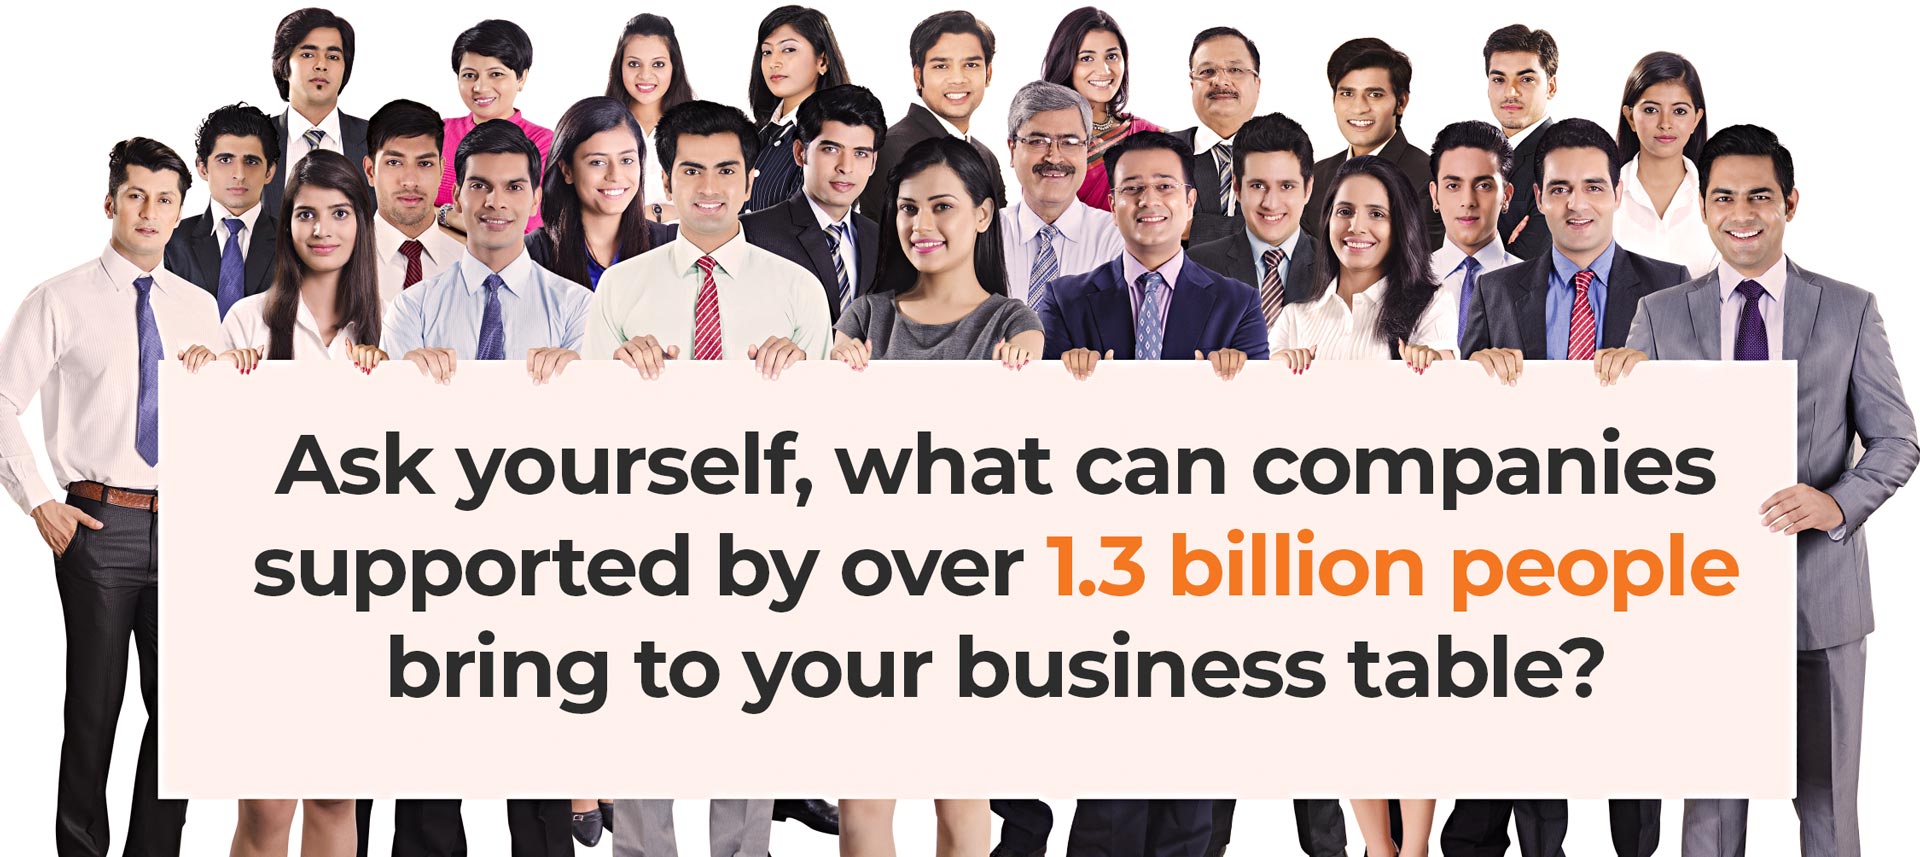 Ask yourself, what can companies
supported by over 1.3 billion people
bring to your business table?